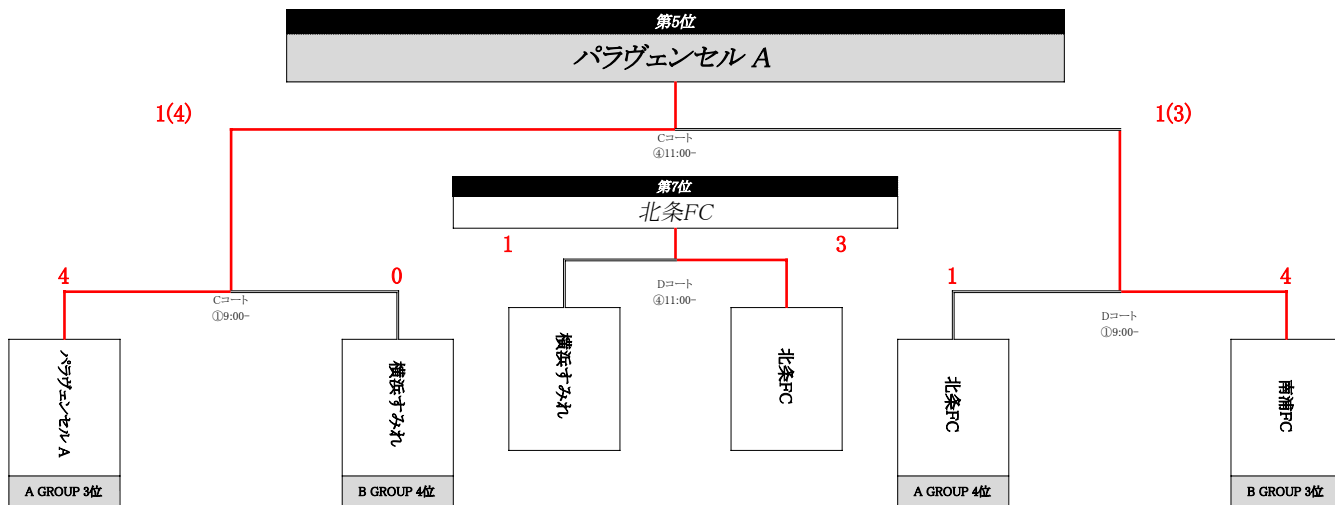 第5位
パラヴェンセル A
1(4)
1(3)
Cコート
④11:00-
第7位
北条FC
1
3
4
0
Dコート
④11:00-
1
4
Cコート
①9:00-
Dコート
①9:00-
パラヴェンセル A
横浜すみれ
横浜すみれ
北条FC
北条FC
南浦FC
A GROUP 3位
B GROUP 4位
A GROUP 4位
B GROUP 3位